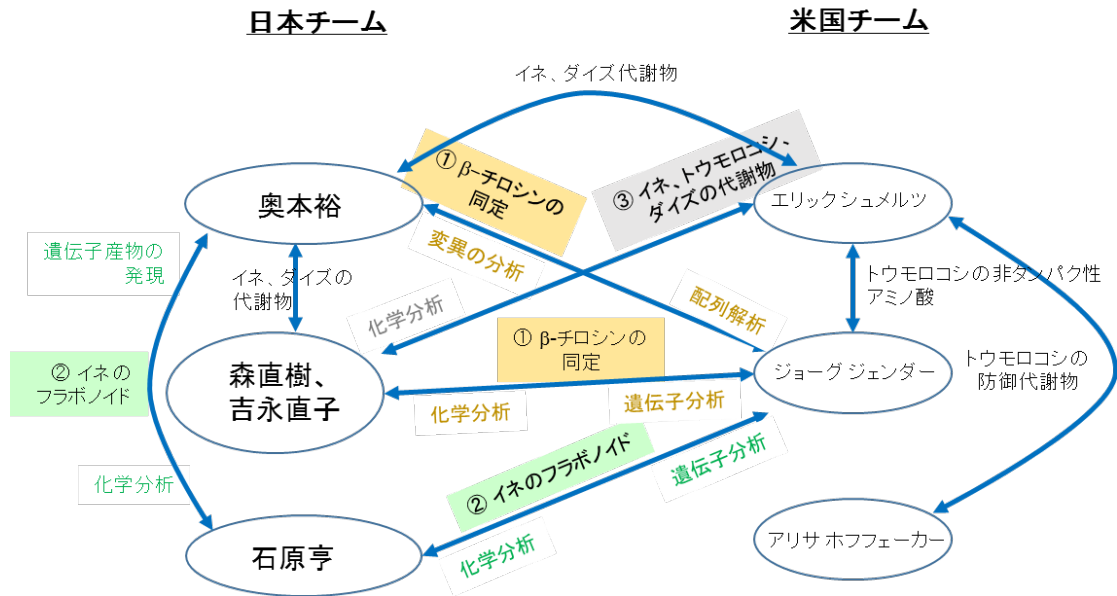 日本チーム
米国チーム
イネ、ダイズ代謝物
① β-チロシンの
同定
③ イネ、トウモロコシ、
ダイズの代謝物
奥本裕
エリックシュメルツ
遺伝子産物の
発現
変異の分析
イネ、ダイズの
代謝物
トウモロコシの非タンパク性
アミノ酸
化学分析
配列解析
① β-チロシンの
同定
② イネの
フラボノイド
森直樹、
吉永直子
ジョーグ ジェンダー
トウモロコシの
防御代謝物
化学分析
遺伝子分析
化学分析
② イネのフラボノイド
遺伝子分析
石原亨
化学分析
アリサ ホフフェーカー